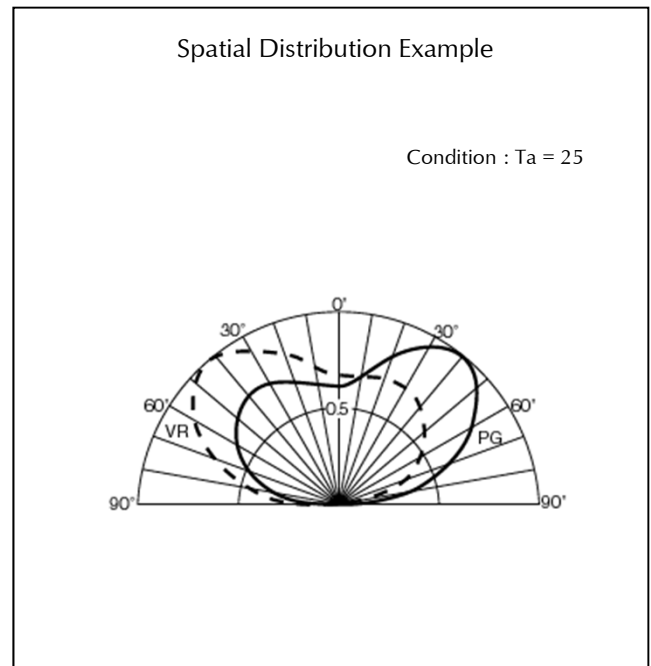 Spatial Distribution Example
Condition : Ta = 25
0°
30° 30°
60° 0.5 60°
VR PG
90° 90°